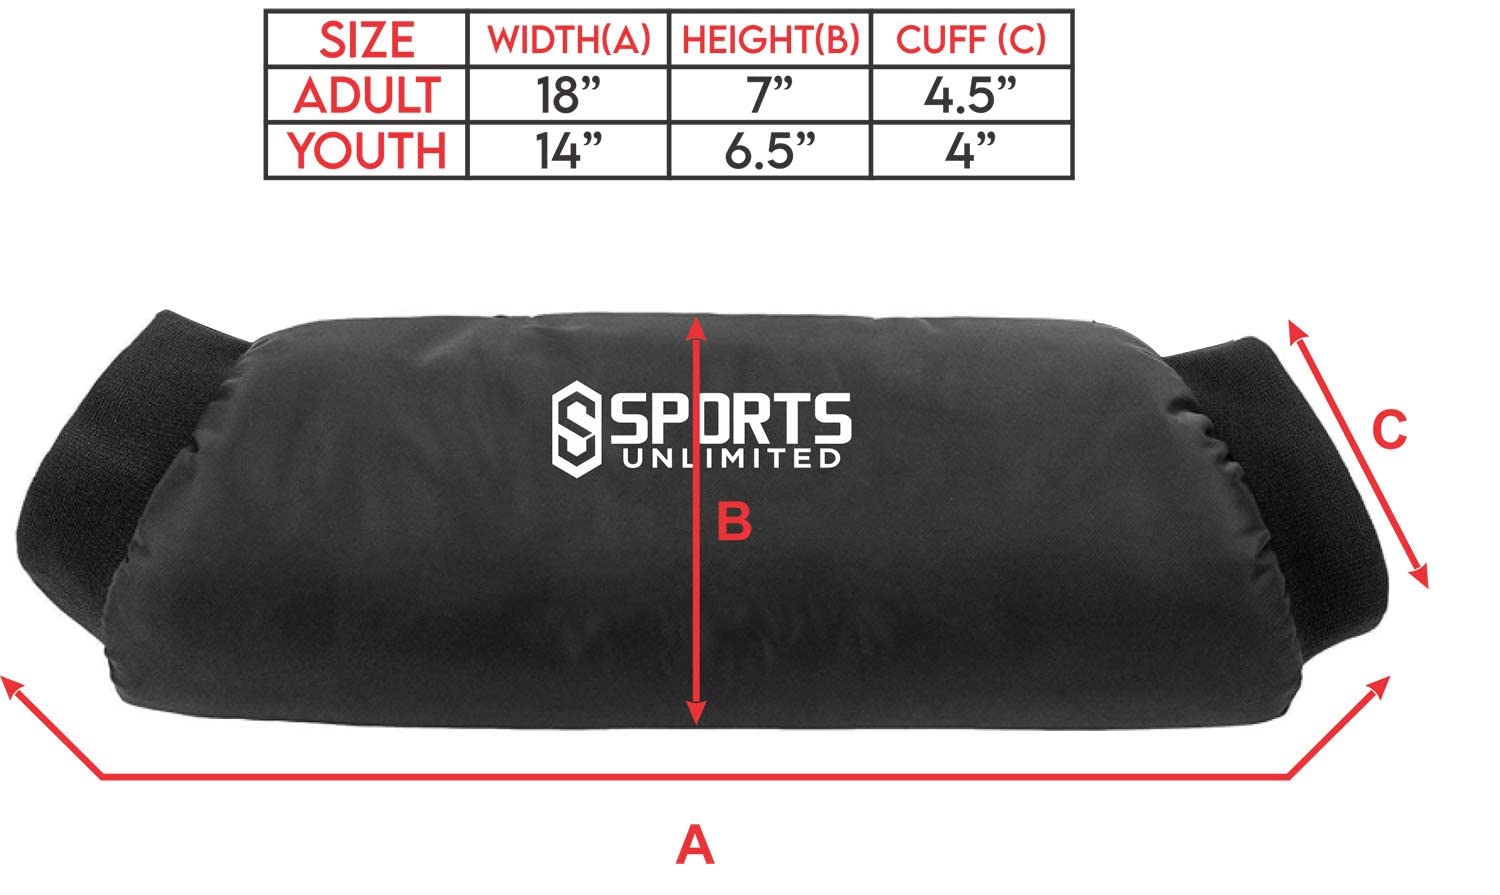 SIZE WIDTH(A) HEIGHT(B) CUFF (C)
ADULT 18” 7” 4.5”
YOUTH 14” 6.5” 4”
SPORTS
UNLIMITED
C
B
A